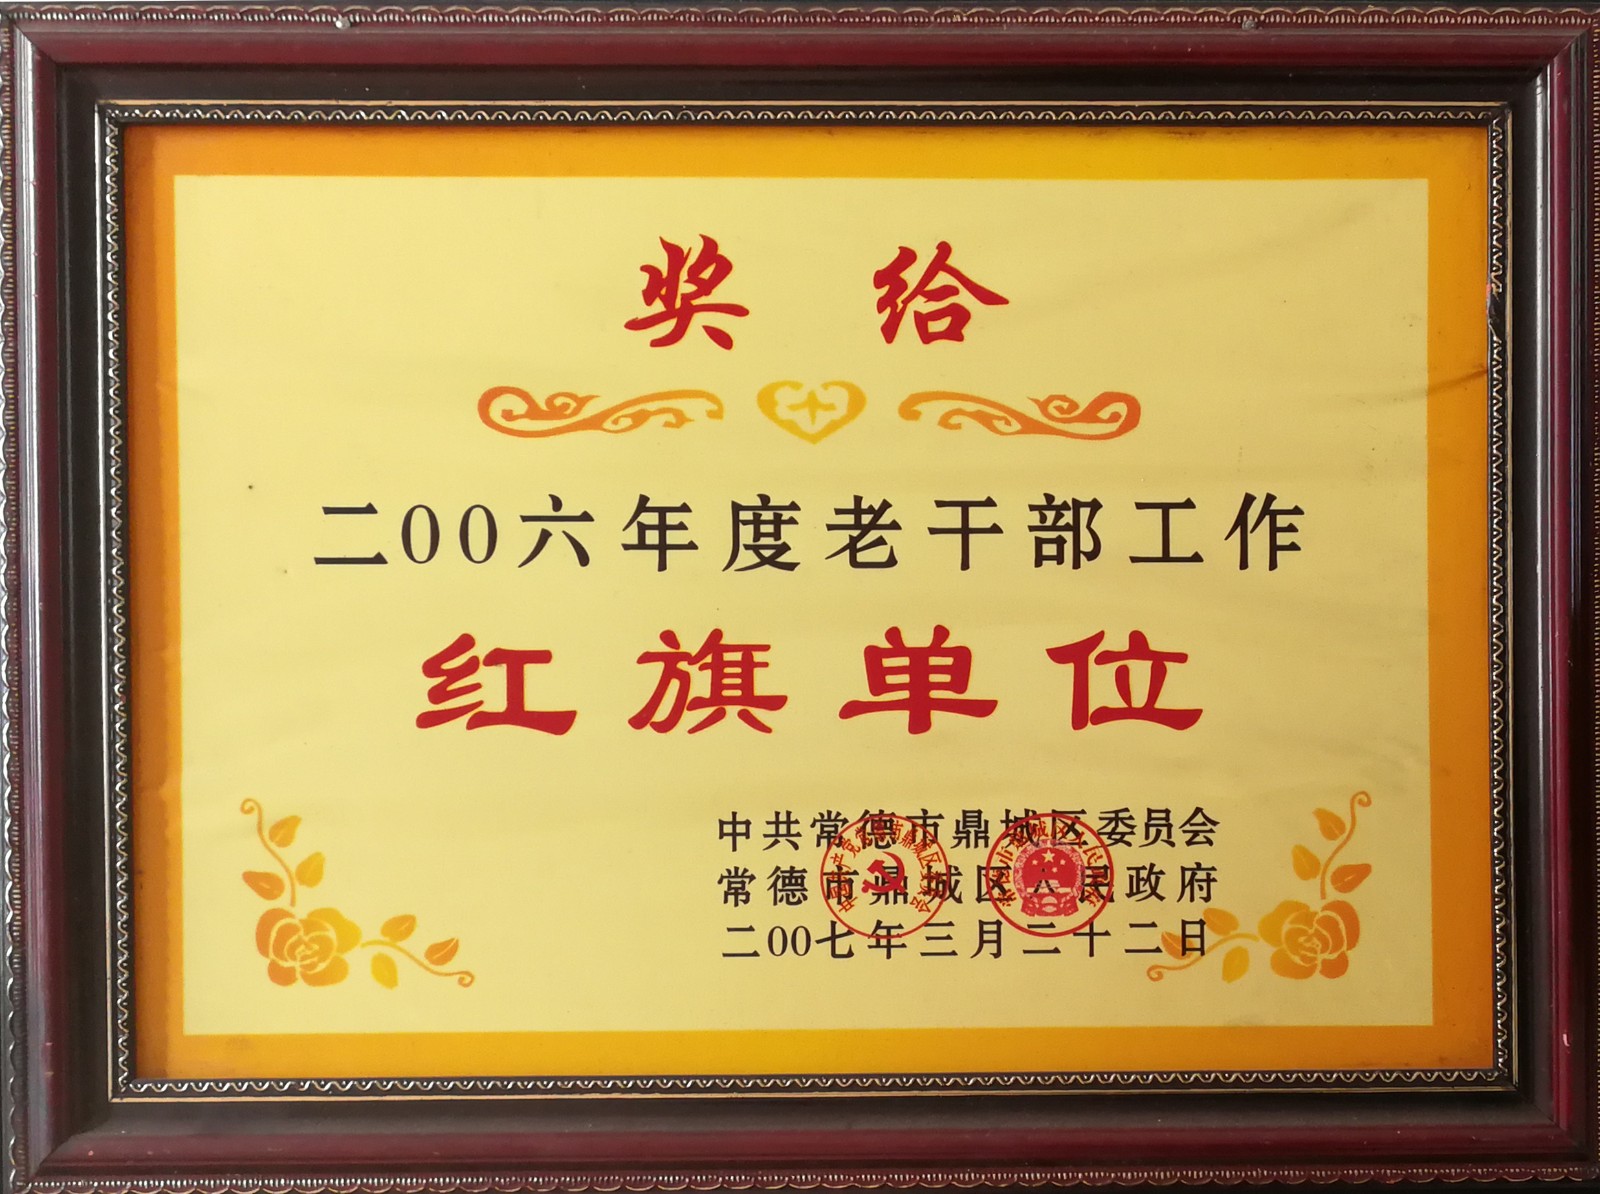 奖给
二00六年度老干部工作
红旗单位
中共常德市鼎城区委员会
常德市鼎城区人民政府
二00七年三月二十二日